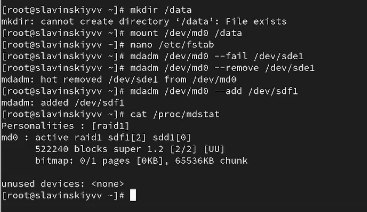 [root@slavinskiyvv ~]# mkdir /data
mkdir: cannot create directory ‘/data’: File exists
[root@slavinskiyvv ~]# mount /dev/md0 /data
[root@slavinskiyvv ~]# nano /etc/fstab
[root@slavinskiyvv ~]# mdadm /dev/md0 --fail /dev/sde1
[root@slavinskiyvv ~]# mdadm /dev/md0 --remove /dev/sde1
mdadm: hot removed /dev/sde1 from /dev/md0
[root@slavinskiyvv ~]# mdadm /dev/md0 --add /dev/sdf1
mdadm: added /dev/sdf1
[root@slavinskiyvv ~]# cat /proc/mdstat
Personalities : [raid1]
md0 : active raid1 sdf1[2] sdd1[0]
522240 blocks super 1.2 [2/2] [UU]
bitmap: 0/1 pages [0KB], 65536KB chunk
unused devices: <none>
[root@slavinskiyvv ~]#